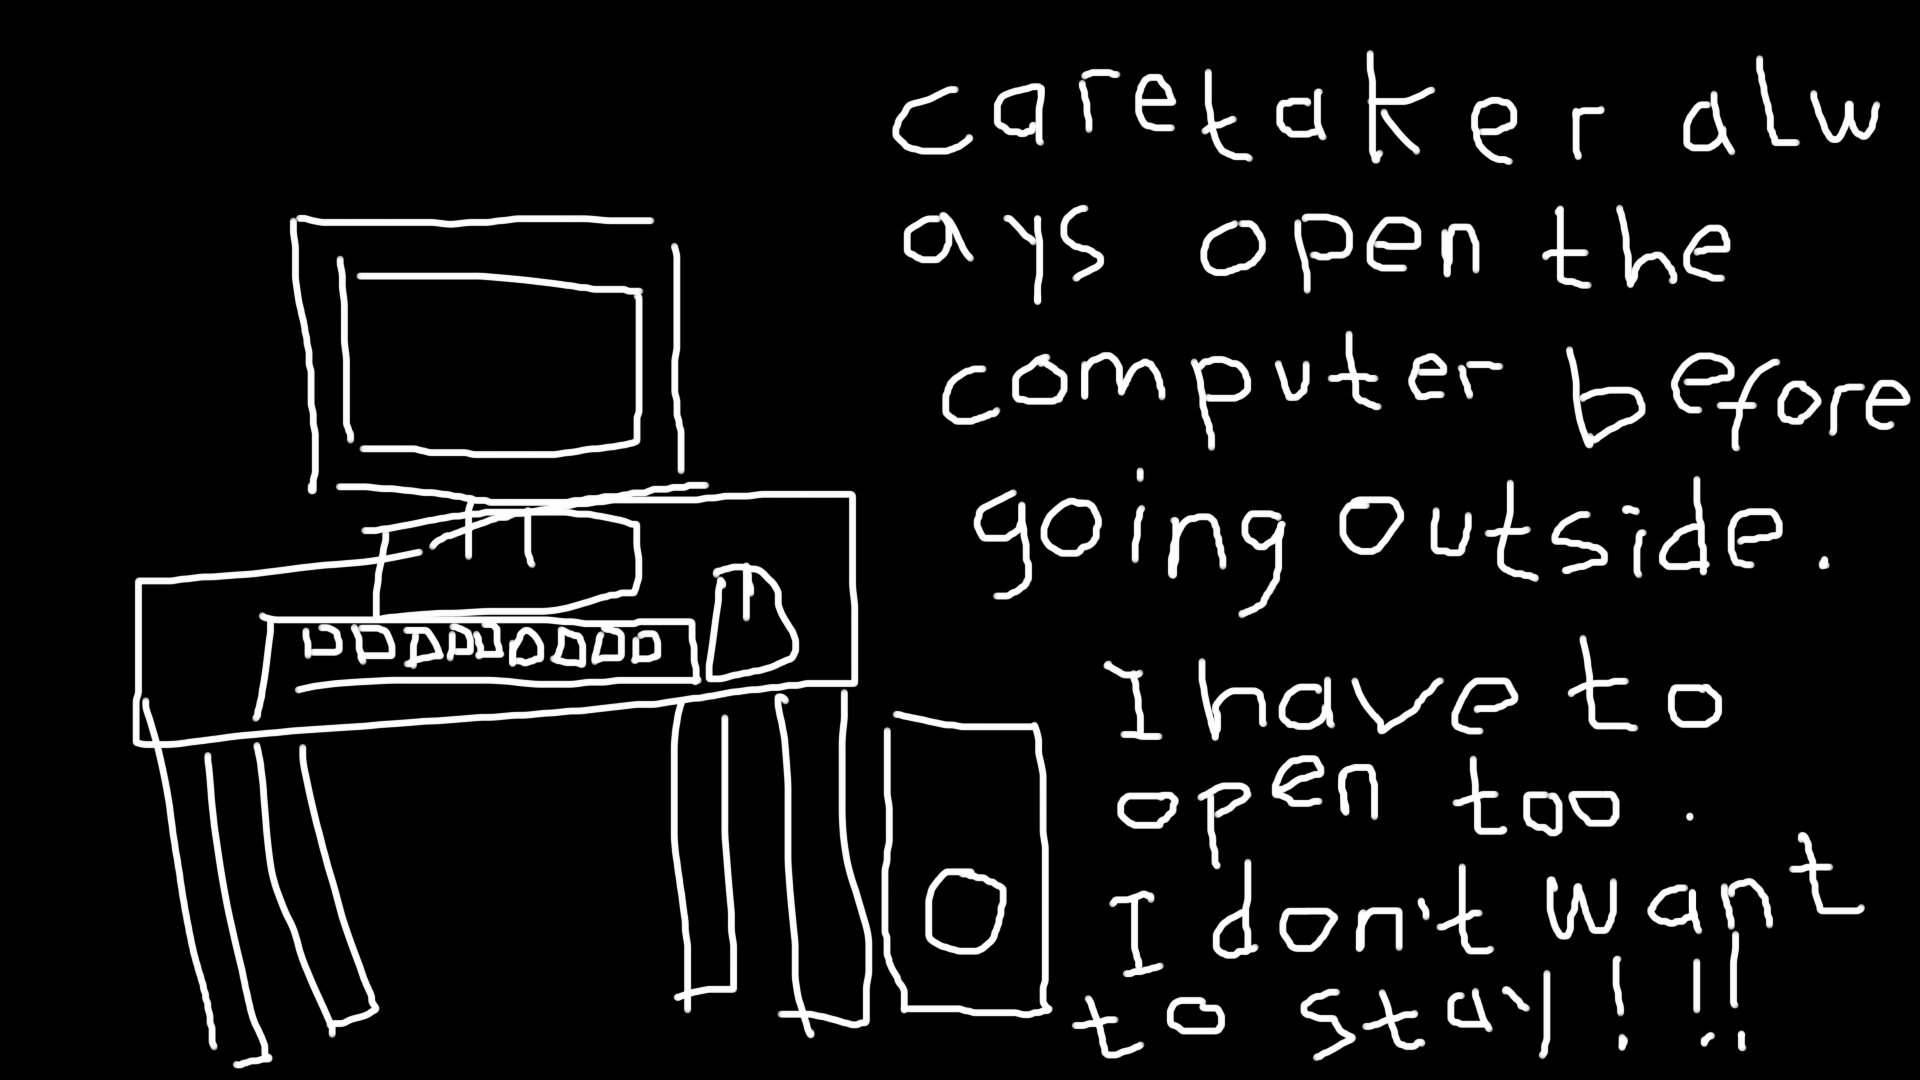 caretaker alw
ays open the
computer before
going outside.
I have to
open too.
I don't want
to stay!!!